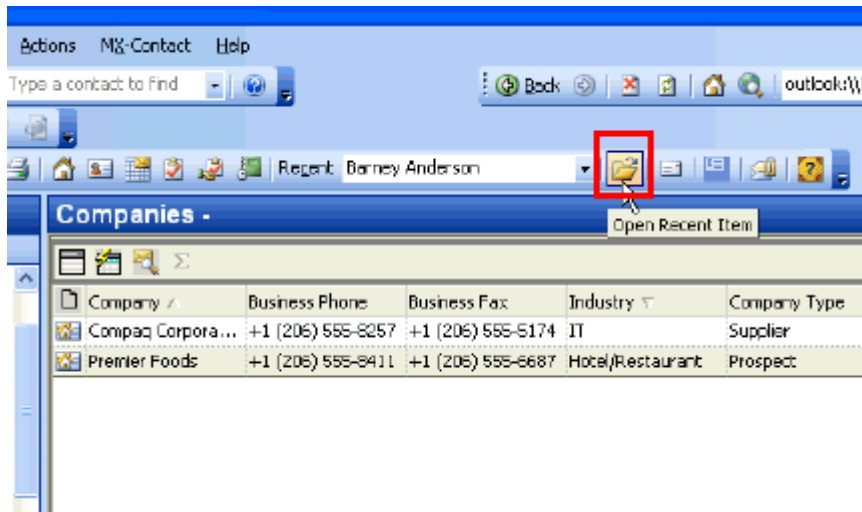 Actions MX-Contact Help
Type a contact to find Back outlook:\\
Recent Barney Anderson
Open Recent Item
Companies -
Company Business Phone Business Fax Industry Company Type
Compaq Corpora... +1 (206) 555-8257 +1 (206) 555-5174 IT Supplier
Premier Foods +1 (206) 555-8411 +1 (206) 555-6687 Hotel/Restaurant Prospect